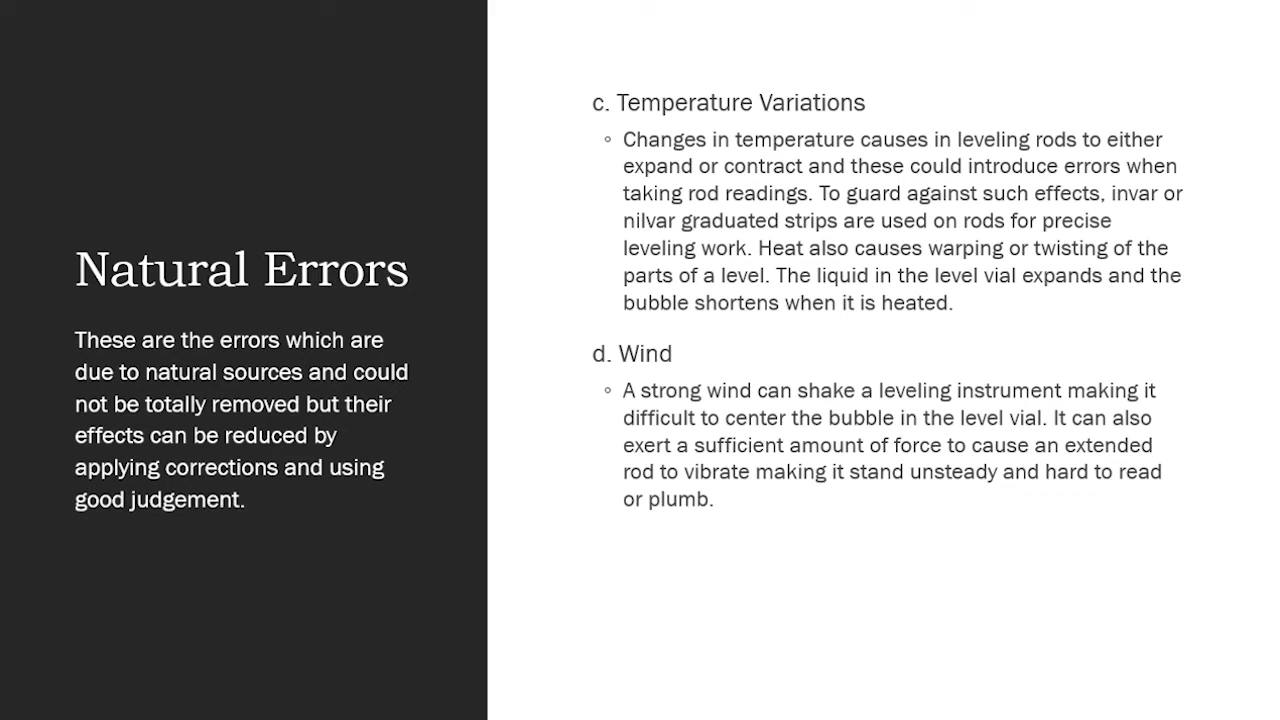 Natural Errors
These are the errors which are
due to natural sources and could
not be totally removed but their
effects can be reduced by
applying corrections and using
good judgement.
c. Temperature Variations
◦ Changes in temperature causes in leveling rods to either
expand or contract and these could introduce errors when
taking rod readings. To guard against such effects, invar or
nilvar graduated strips are used on rods for precise
leveling work. Heat also causes warping or twisting of the
parts of a level. The liquid in the level vial expands and the
bubble shortens when it is heated.
d. Wind
◦ A strong wind can shake a leveling instrument making it
difficult to center the bubble in the level vial. It can also
exert a sufficient amount of force to cause an extended
rod to vibrate making it stand unsteady and hard to read
or plumb.